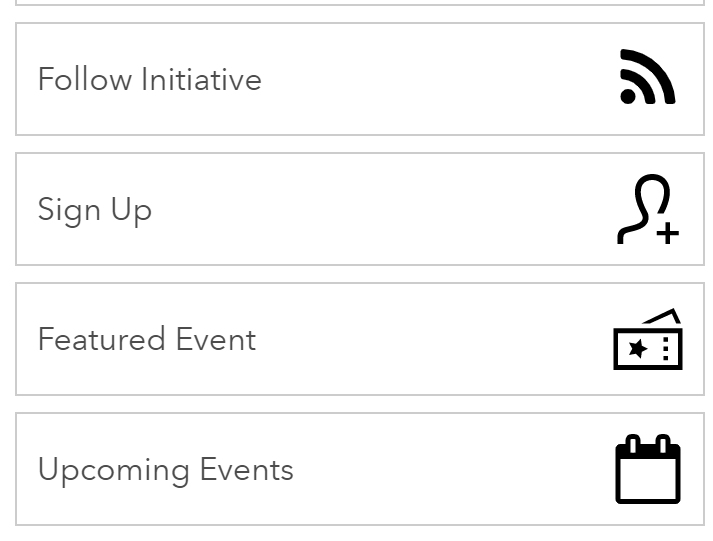 Follow Initiative
Sign Up
Featured Event
Upcoming Events